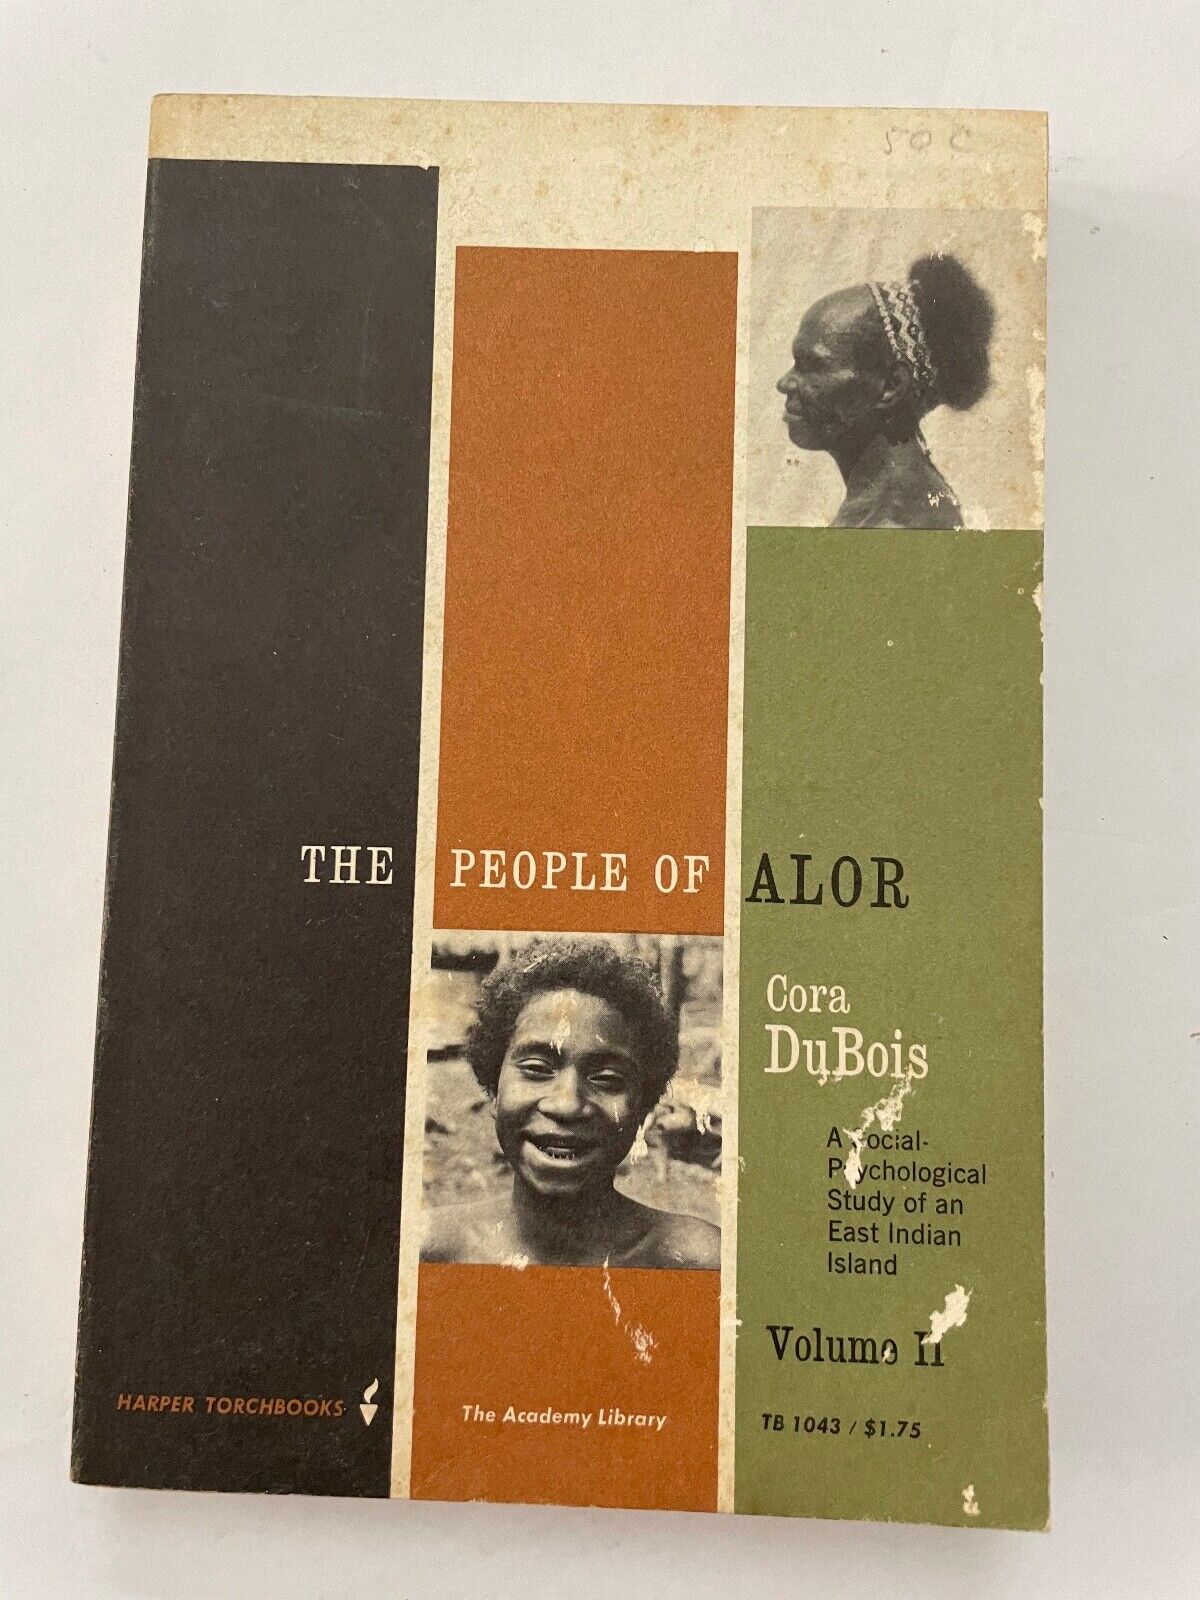 50 ¢
THE PEOPLE OF ALOR
Cora
DuBois
A Social-
Psychological
Study of an
East Indian
Island
Volume II
HARPER TORCHBOOKS
The Academy Library
TB 1043 / $1.75